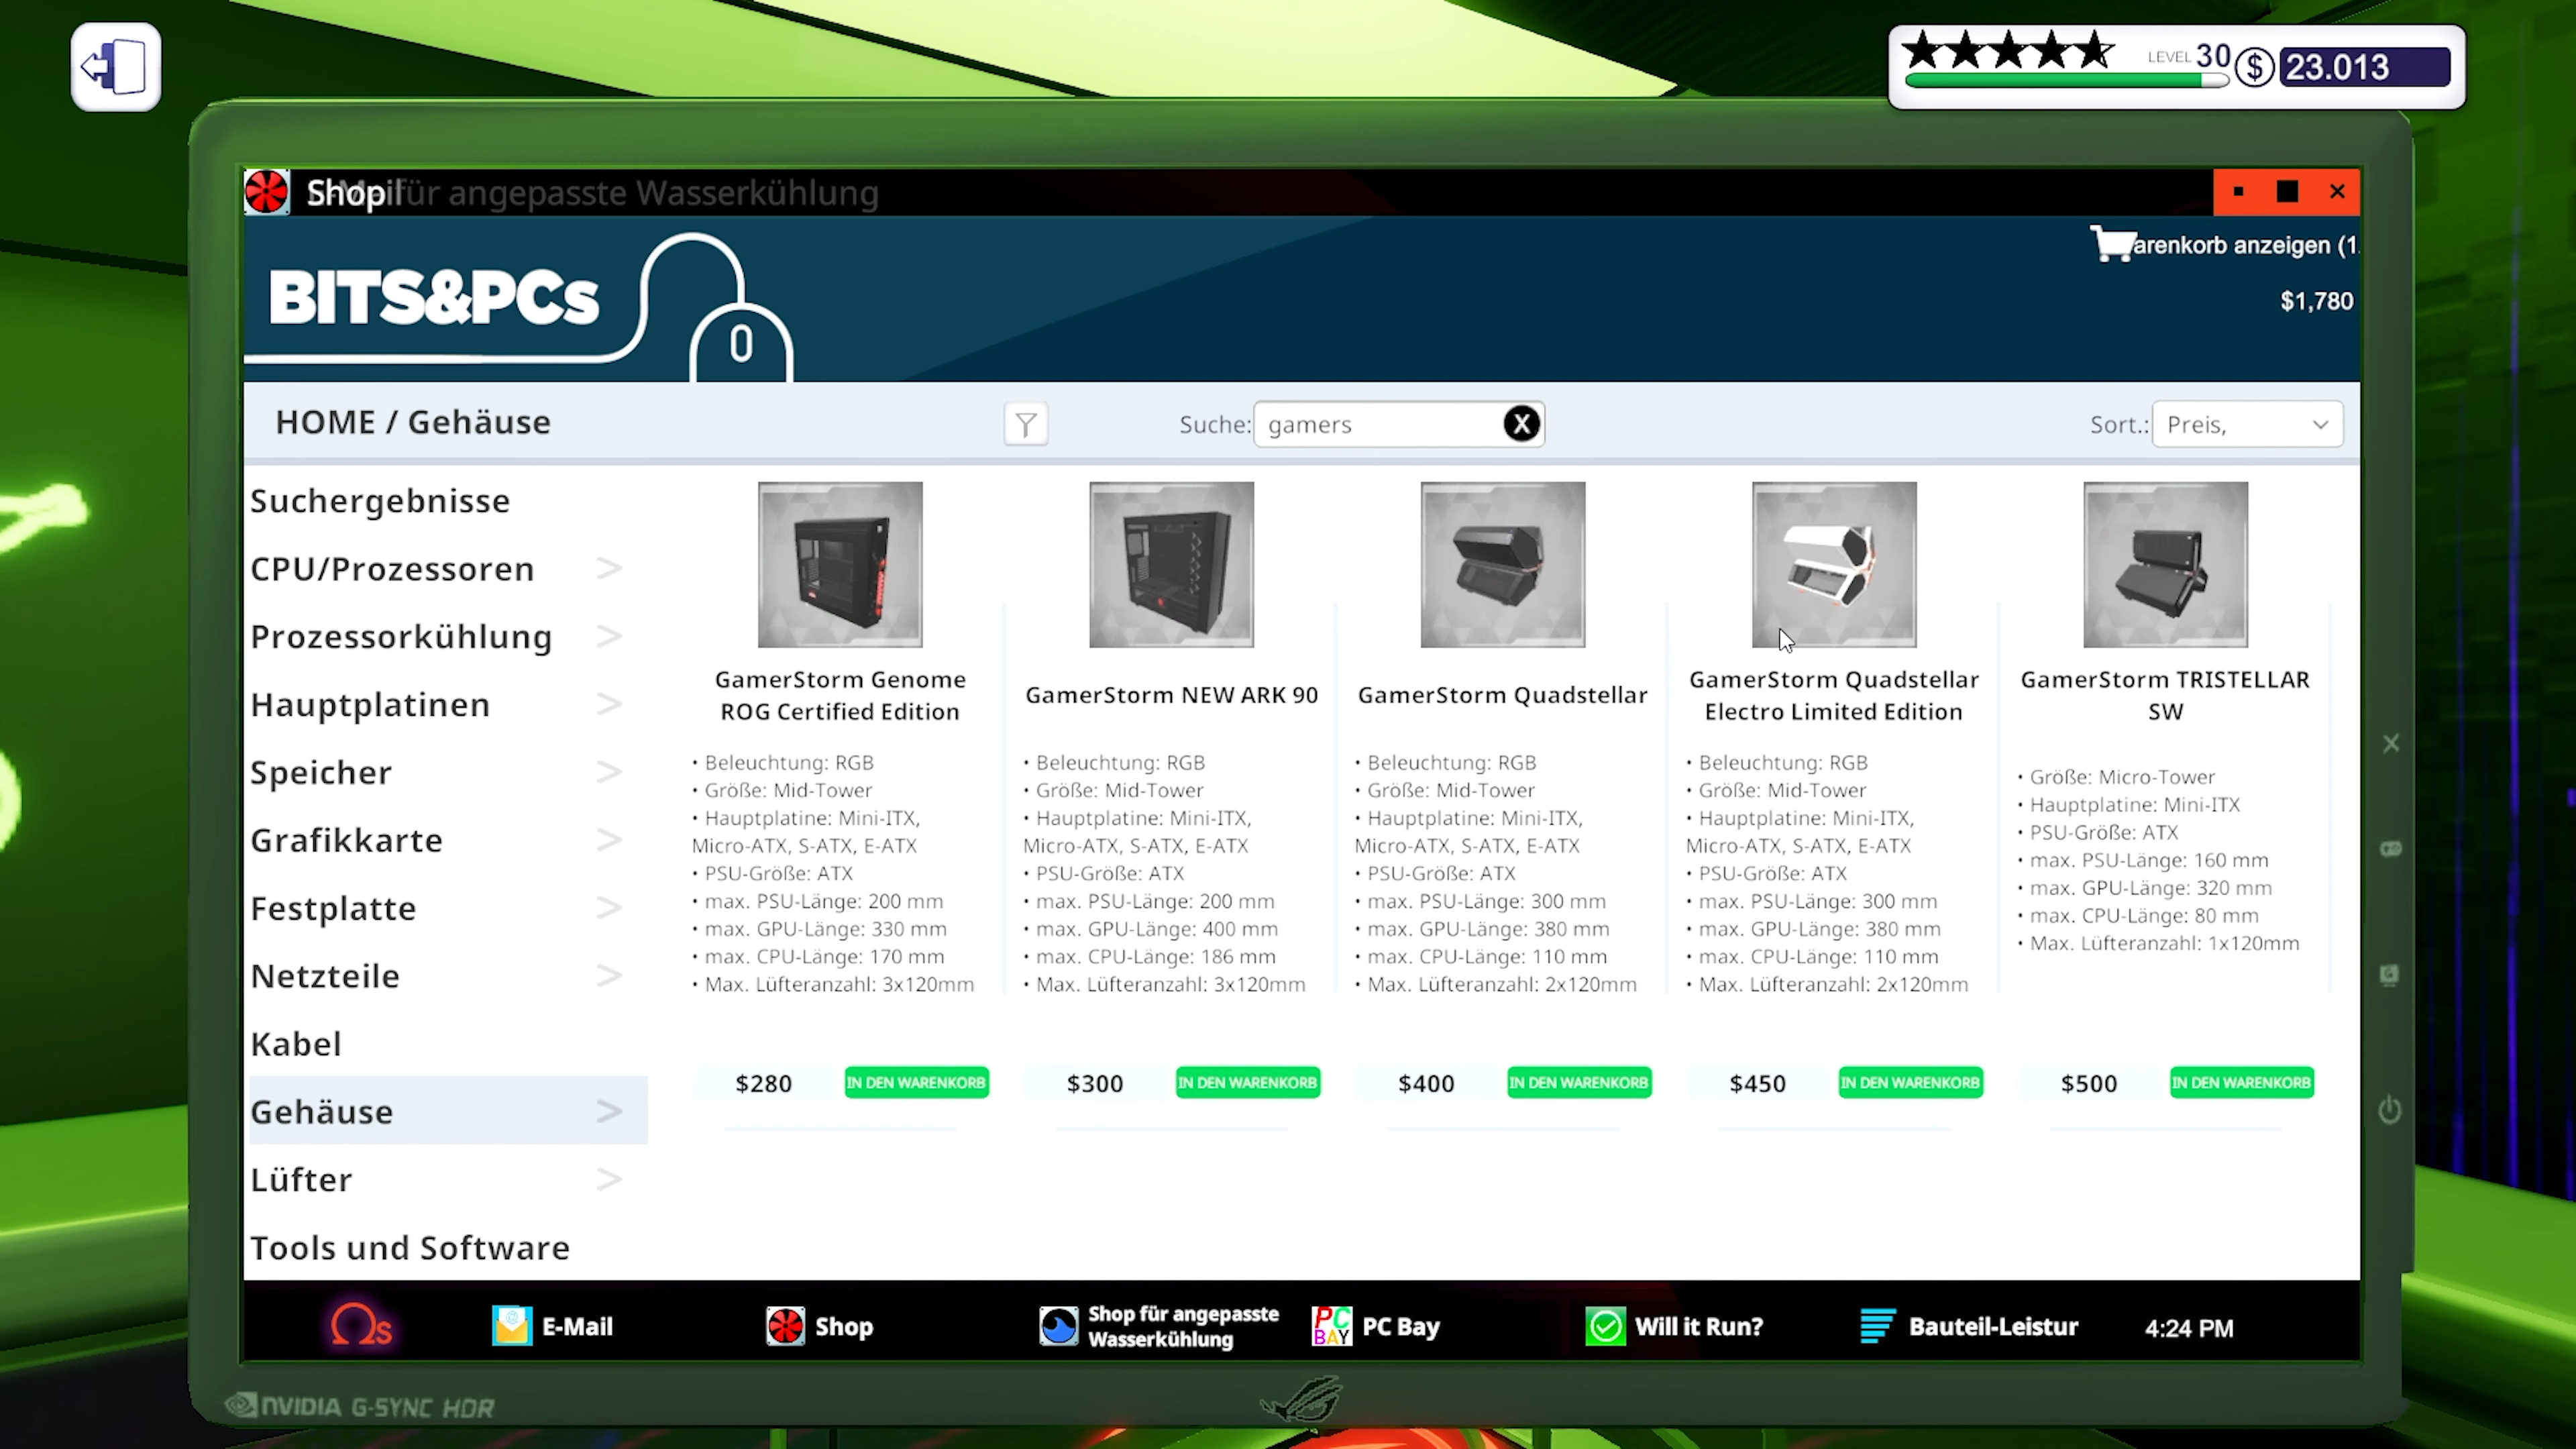 LEVEL 30 $ 23.013
Shop
für angepasste Wasserkühlung
arenkorb anzeigen (1.
$1,780
BITS&PCs
HOME / Gehäuse
Suche: gamers X
Sort.: Preis,
Suchergebnisse
CPU/Prozessoren >
Prozessorkühlung >
Hauptplatinen >
Speicher >
Grafikkarte >
Festplatte >
Netzteile >
Kabel
Gehäuse >
Lüfter >
Tools und Software
GamerStorm Genome
ROG Certified Edition
• Beleuchtung: RGB
• Größe: Mid-Tower
• Hauptplatine: Mini-ITX,
Micro-ATX, S-ATX, E-ATX
• PSU-Größe: ATX
• max. PSU-Länge: 200 mm
• max. GPU-Länge: 330 mm
• max. CPU-Länge: 170 mm
• Max. Lüfteranzahl: 3x120mm
$280 IN DEN WARENKORB
GamerStorm NEW ARK 90
• Beleuchtung: RGB
• Größe: Mid-Tower
• Hauptplatine: Mini-ITX,
Micro-ATX, S-ATX, E-ATX
• PSU-Größe: ATX
• max. PSU-Länge: 200 mm
• max. GPU-Länge: 400 mm
• max. CPU-Länge: 186 mm
• Max. Lüfteranzahl: 3x120mm
$300 IN DEN WARENKORB
GamerStorm Quadstellar
• Beleuchtung: RGB
• Größe: Mid-Tower
• Hauptplatine: Mini-ITX,
Micro-ATX, S-ATX, E-ATX
• PSU-Größe: ATX
• max. PSU-Länge: 300 mm
• max. GPU-Länge: 380 mm
• max. CPU-Länge: 110 mm
• Max. Lüfteranzahl: 2x120mm
$400 IN DEN WARENKORB
GamerStorm Quadstellar
Electro Limited Edition
• Beleuchtung: RGB
• Größe: Mid-Tower
• Hauptplatine: Mini-ITX,
Micro-ATX, S-ATX, E-ATX
• PSU-Größe: ATX
• max. PSU-Länge: 300 mm
• max. GPU-Länge: 380 mm
• max. CPU-Länge: 110 mm
• Max. Lüfteranzahl: 2x120mm
$450 IN DEN WARENKORB
GamerStorm TRISTELLAR
SW
• Größe: Micro-Tower
• Hauptplatine: Mini-ITX
• PSU-Größe: ATX
• max. PSU-Länge: 160 mm
• max. GPU-Länge: 320 mm
• max. CPU-Länge: 80 mm
• Max. Lüfteranzahl: 1x120mm
$500 IN DEN WARENKORB
Ωs
E-Mail
Shop
Shop für angepasste
Wasserkühlung
PC
BAY
PC Bay
Will it Run?
Bauteil-Leistur
4:24 PM
NVIDIA G-SYNC HDR